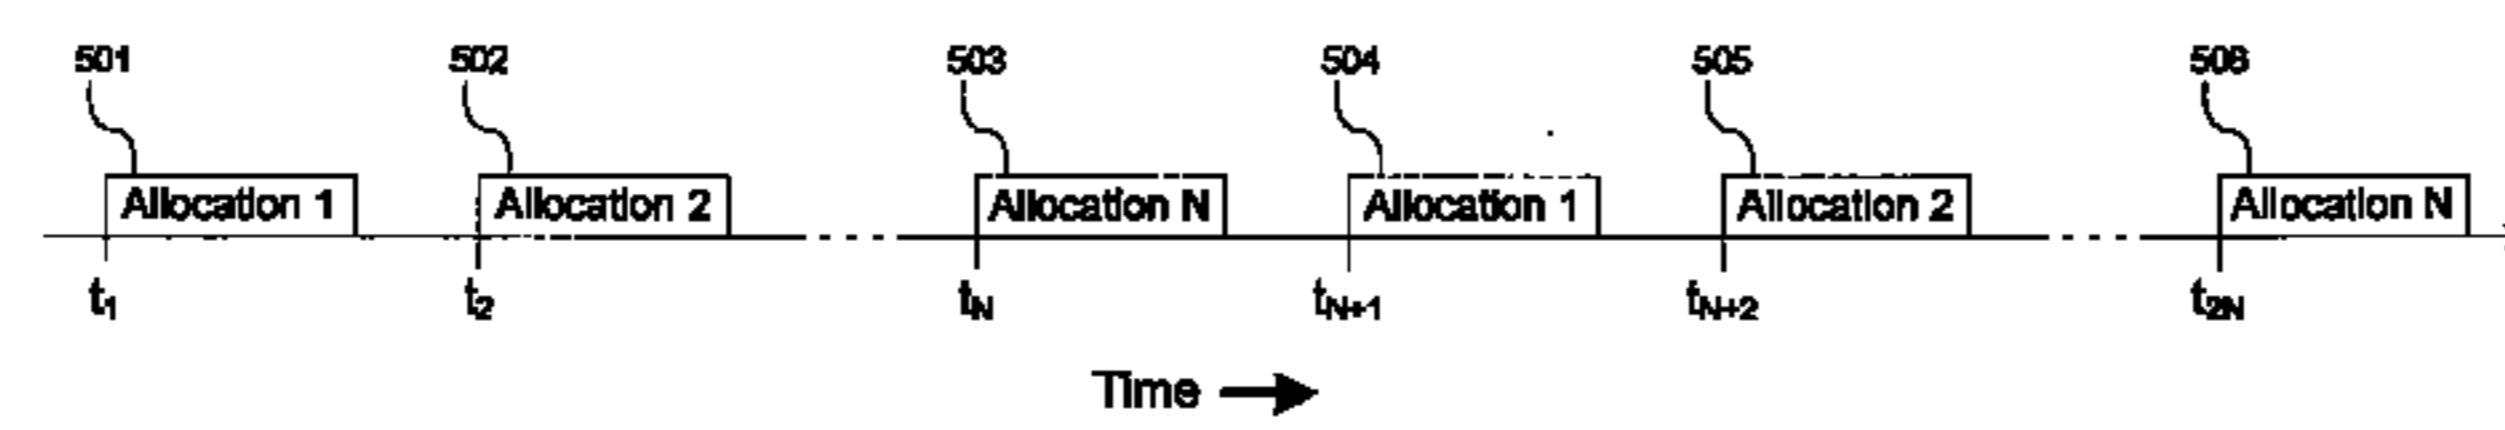 501 502 503 504 505 506
Allocation 1 Allocation 2 Allocation N Allocation 1 Allocation 2 Allocation N
t1 t2 tN tN+1 tN+2 t2N
Time